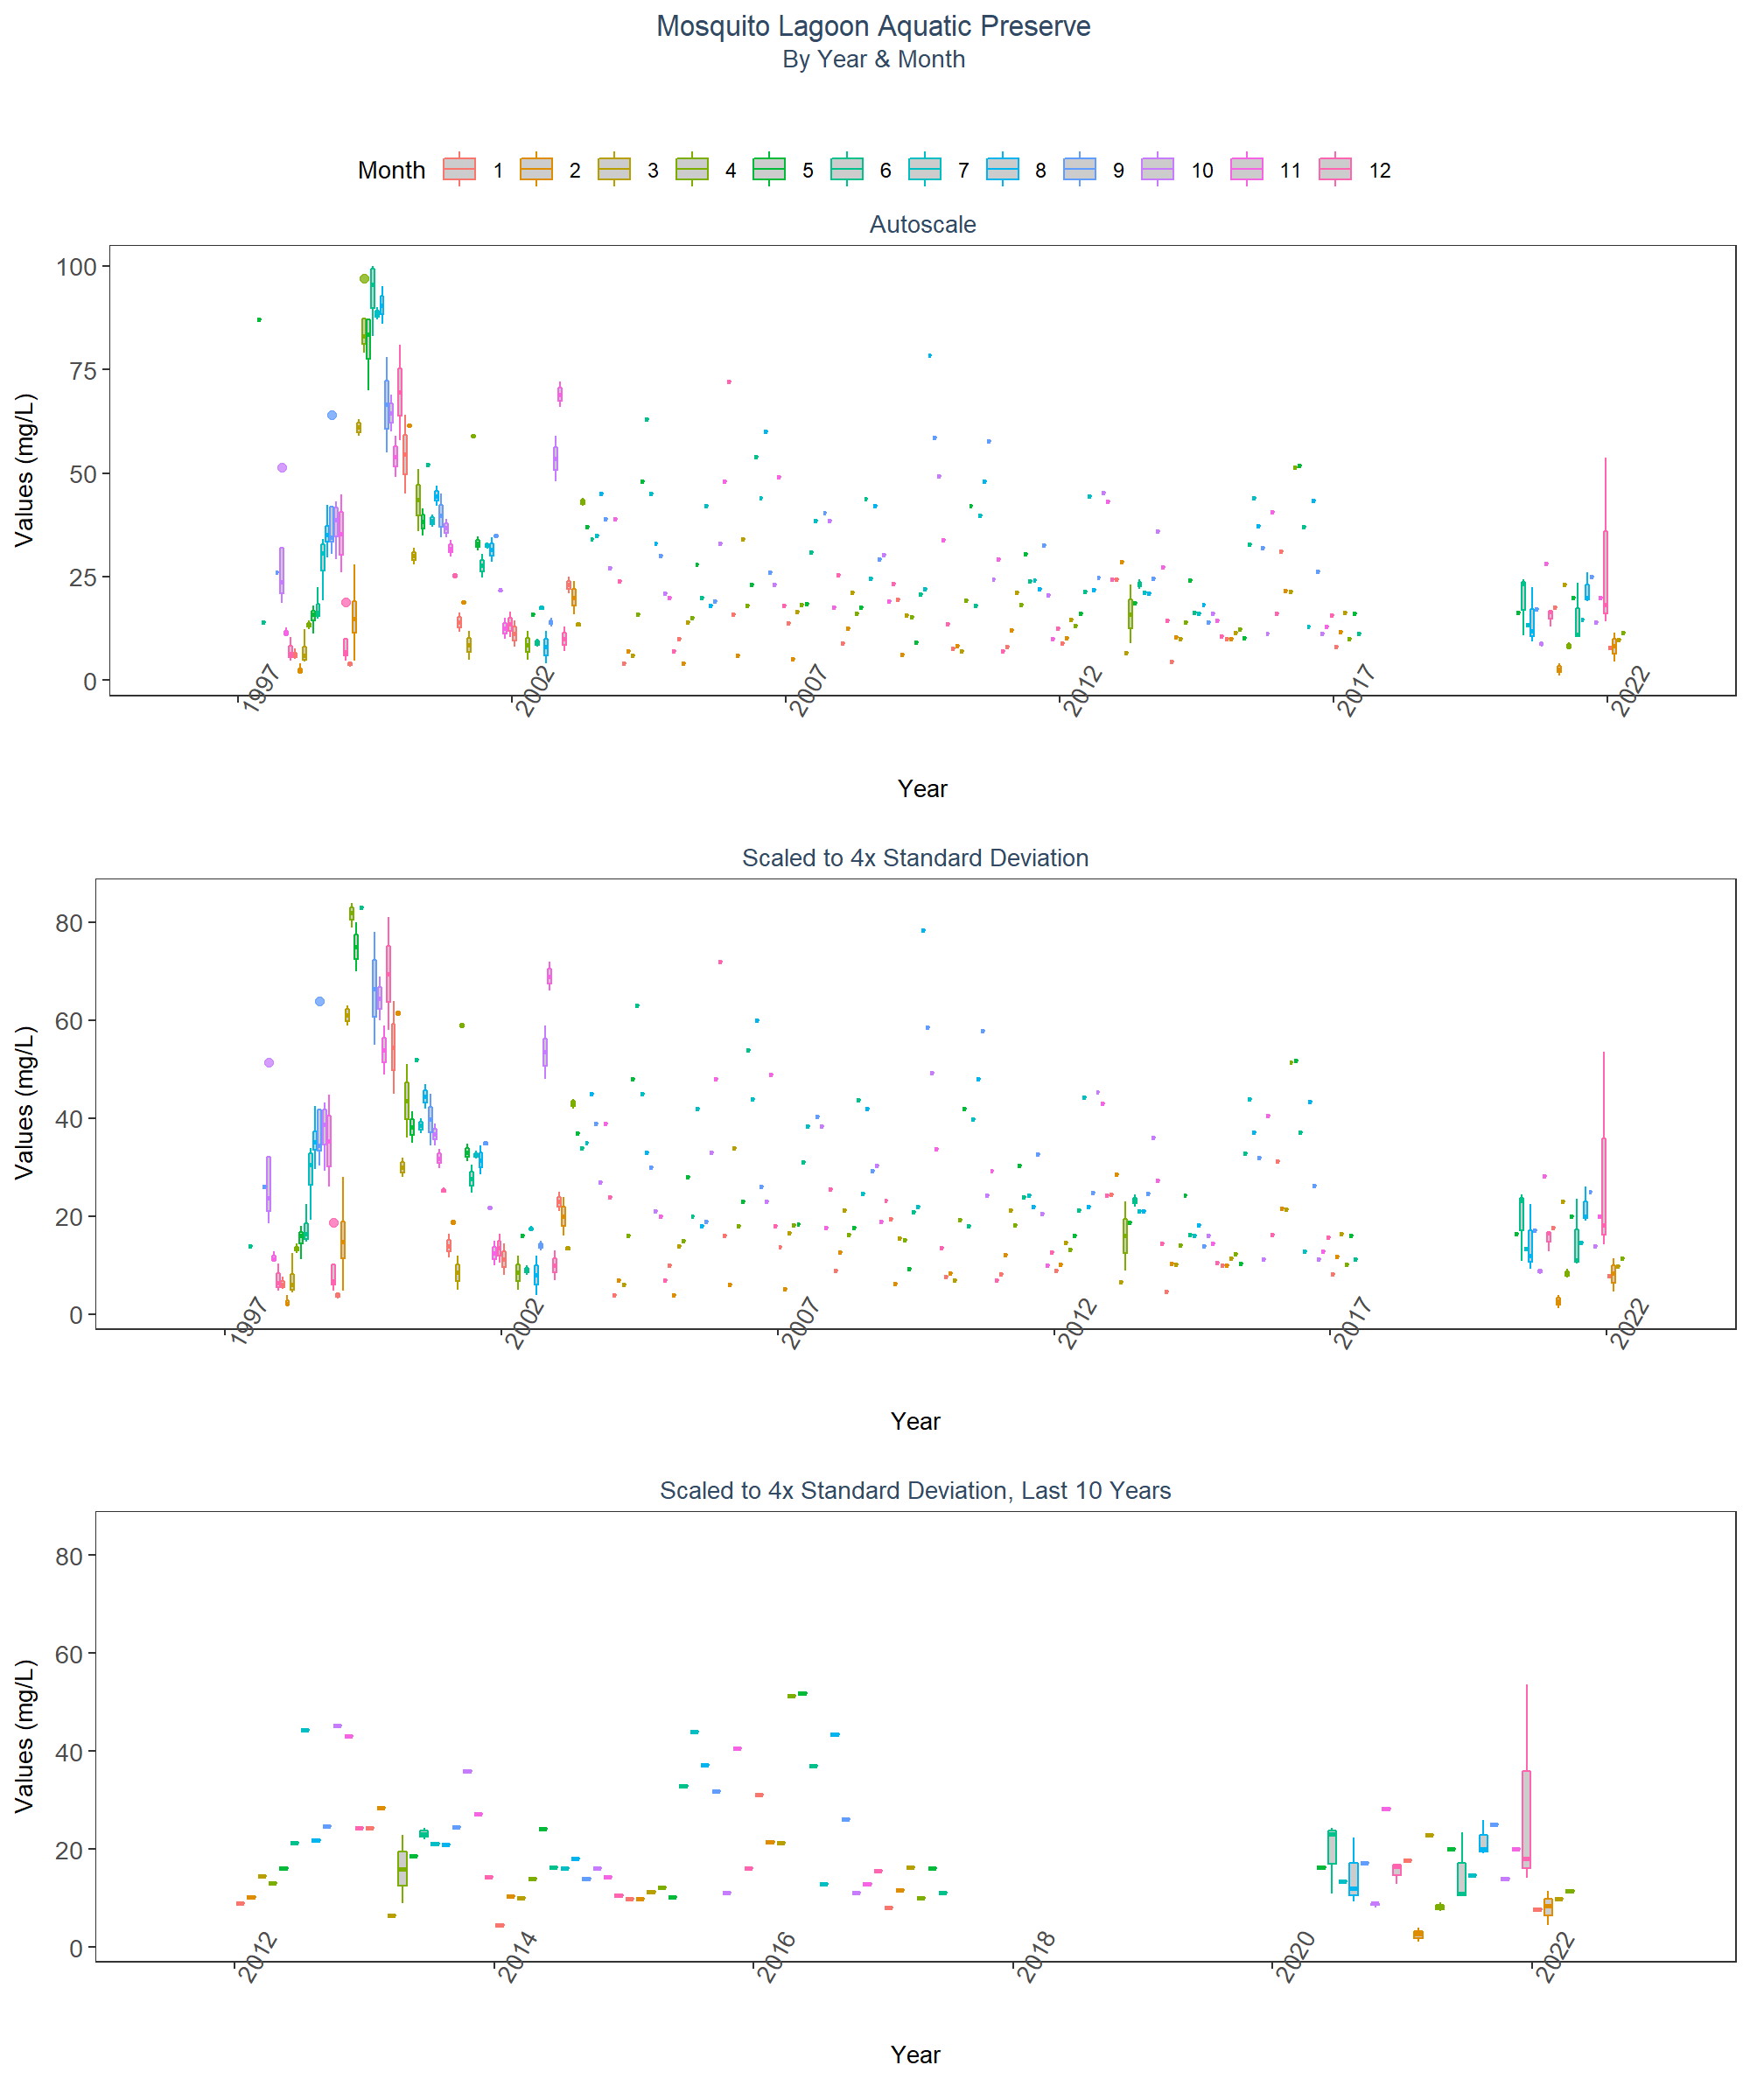 Mosquito Lagoon Aquatic Preserve
By Year & Month
Month 1 2 3 4 5 6 7 8 9 10 11 12
Autoscale
Values (mg/L)
100
75
50
25
0
1997 2002 2007 2012 2017 2022
Year
Scaled to 4x Standard Deviation
Values (mg/L)
80
60
40
20
0
1997 2002 2007 2012 2017 2022
Year
Scaled to 4x Standard Deviation, Last 10 Years
Values (mg/L)
80
60
40
20
0
2012 2014 2016 2018 2020 2022
Year